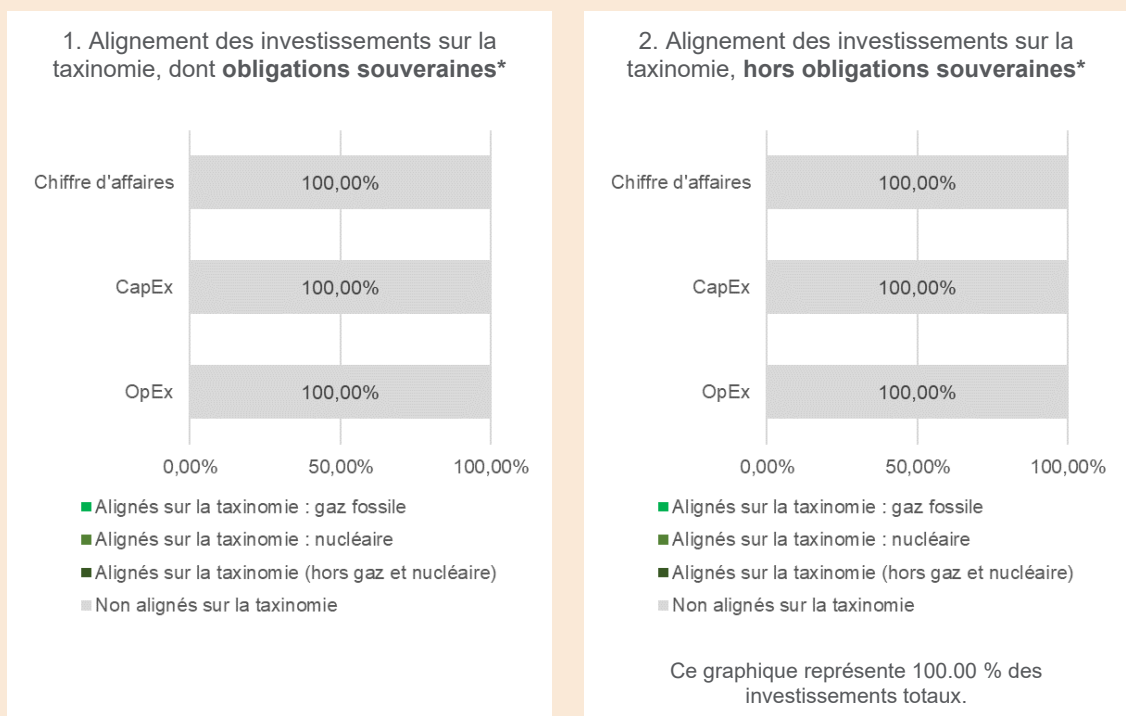 1. Alignement des investissements sur la
taxinomie, dont obligations souveraines*
Chiffre d'affaires
100,00%
CapEx
100,00%
OpEx
100,00%
0,00%
50,00%
100,00%
Alignés sur la taxinomie : gaz fossile
Alignés sur la taxinomie : nucléaire
Alignés sur la taxinomie (hors gaz et nucléaire)
Non alignés sur la taxinomie
2. Alignement des investissements sur la
taxinomie, hors obligations souveraines*
Chiffre d'affaires
100,00%
CapEx
100,00%
OpEx
100,00%
0,00%
50,00%
100,00%
Alignés sur la taxinomie : gaz fossile
Alignés sur la taxinomie : nucléaire
Alignés sur la taxinomie (hors gaz et nucléaire)
Non alignés sur la taxinomie
Ce graphique représente 100.00 % des
investissements totaux.